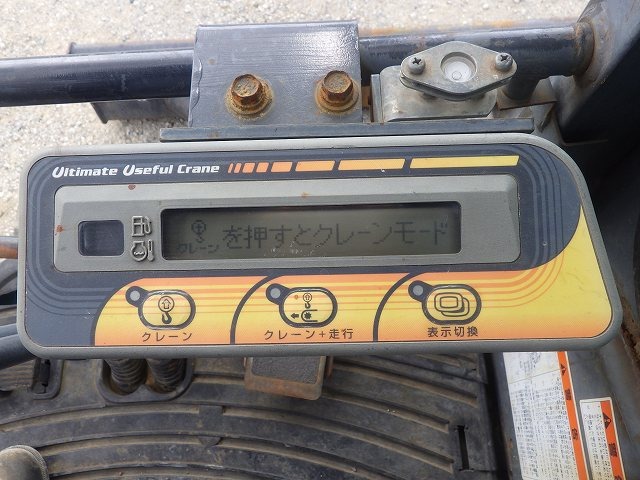 Ultimate Useful Crane
クレーン を押すとクレーンモード
クレーン
クレーン+走行
表示切換